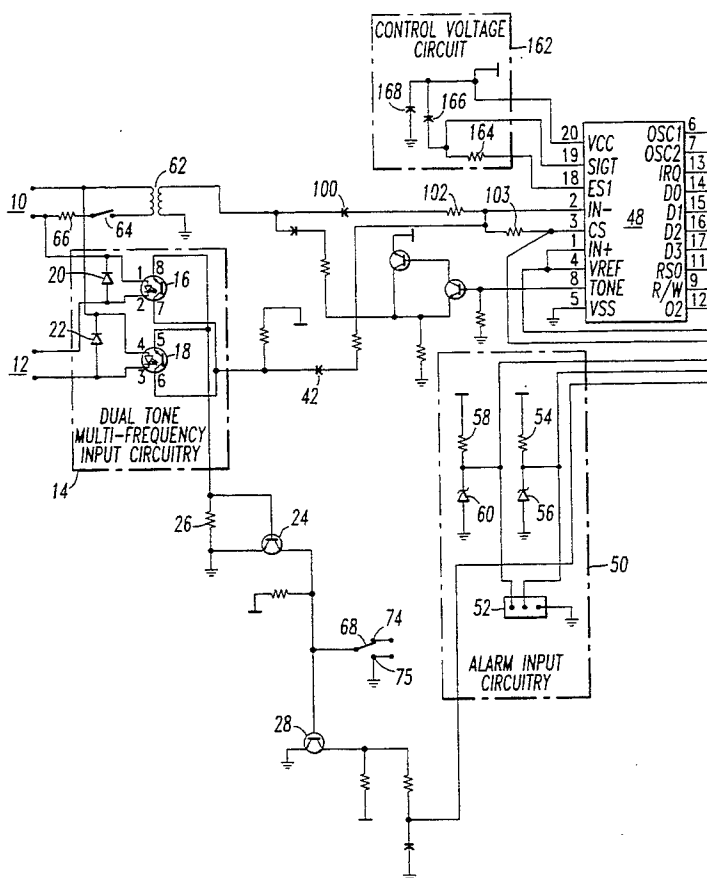 CONTROL VOLTAGE
CIRCUIT
162
168
166
164
20 VCC
19 SIGT
18 ES1
2 IN-
3 CS
1 IN+
4 VREF
8 TONE
5 VSS
48
OSC1 6
OSC2 7
IRQ 13
D0 14
D1 15
D2 16
D3 17
RSO 11
R/W 9
O2 12
62
10
66
64
100
102
103
20
1
2
8
7
16
22
4
3
5
6
18
12
DUAL TONE
MULTI-FREQUENCY
INPUT CIRCUITRY
14
42
58
54
60
56
50
52
ALARM INPUT
CIRCUITRY
26
24
68
74
75
28